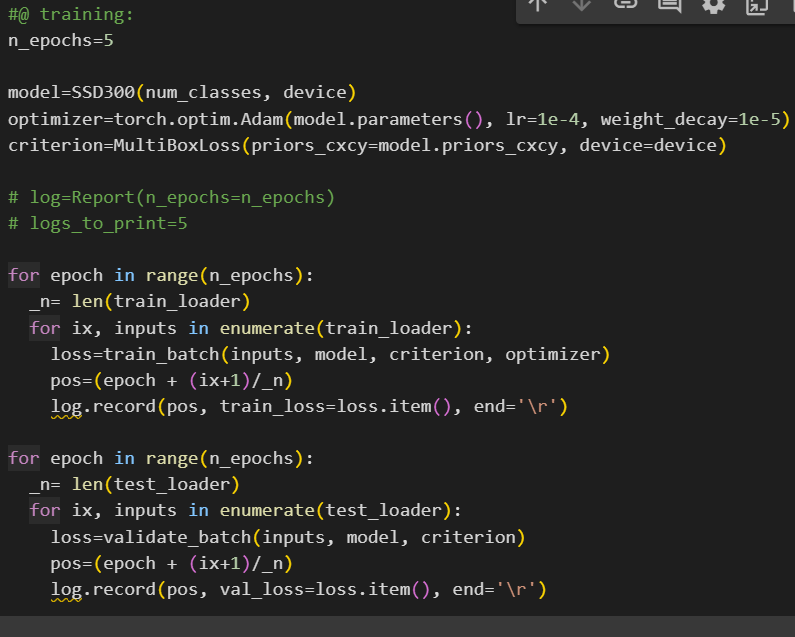 #@ training:
n_epochs=5
model=SSD300(num_classes, device)
optimizer=torch.optim.Adam(model.parameters(), lr=1e-4, weight_decay=1e-5)
criterion=MultiBoxLoss(priors_cxcy=model.priors_cxcy, device=device)
# log=Report(n_epochs=n_epochs)
# logs_to_print=5
for epoch in range(n_epochs):
  _n= len(train_loader)
  for ix, inputs in enumerate(train_loader):
    loss=train_batch(inputs, model, criterion, optimizer)
    pos=(epoch + (ix+1)/_n)
    log.record(pos, train_loss=loss.item(), end='\r')
for epoch in range(n_epochs):
  _n= len(test_loader)
  for ix, inputs in enumerate(test_loader):
    loss=validate_batch(inputs, model, criterion)
    pos=(epoch + (ix+1)/_n)
    log.record(pos, val_loss=loss.item(), end='\r')